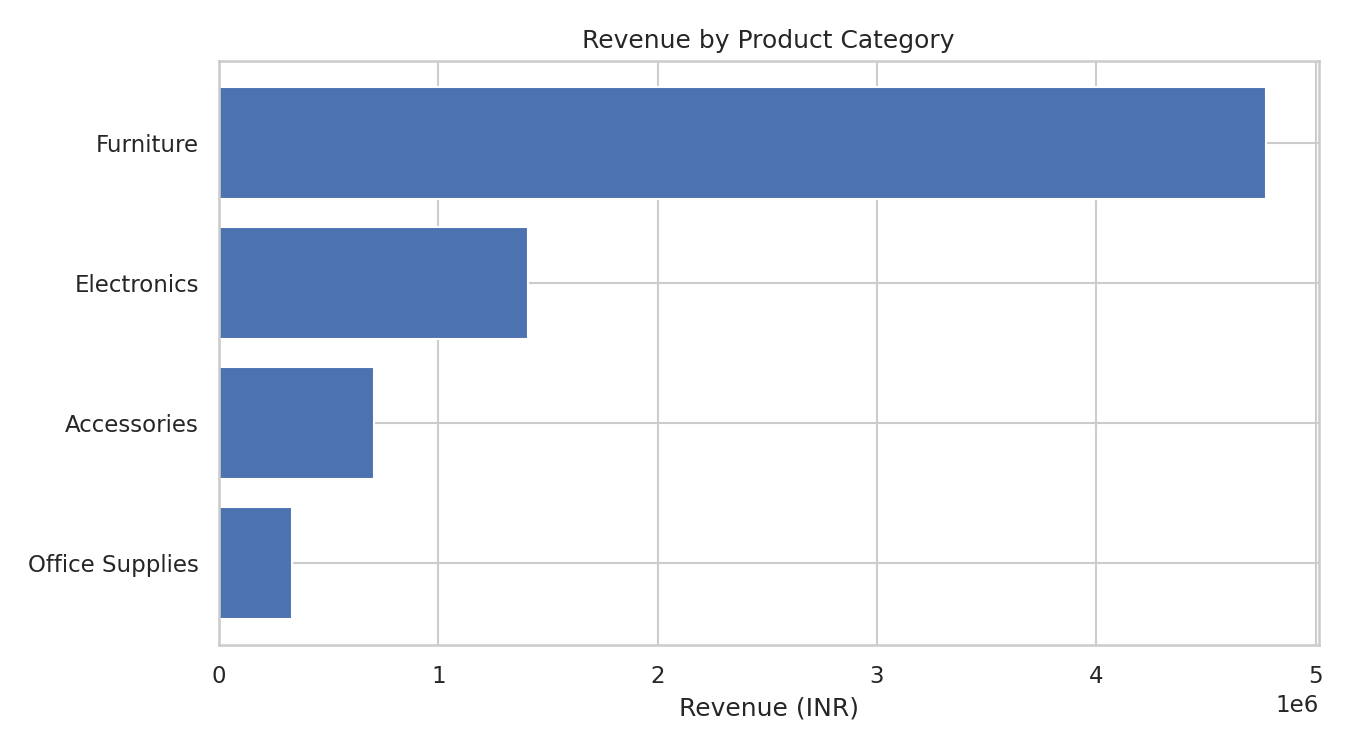 Revenue by Product Category
Furniture
Electronics
Accessories
Office Supplies
0 1 2 3 4 5
1e6
Revenue (INR)